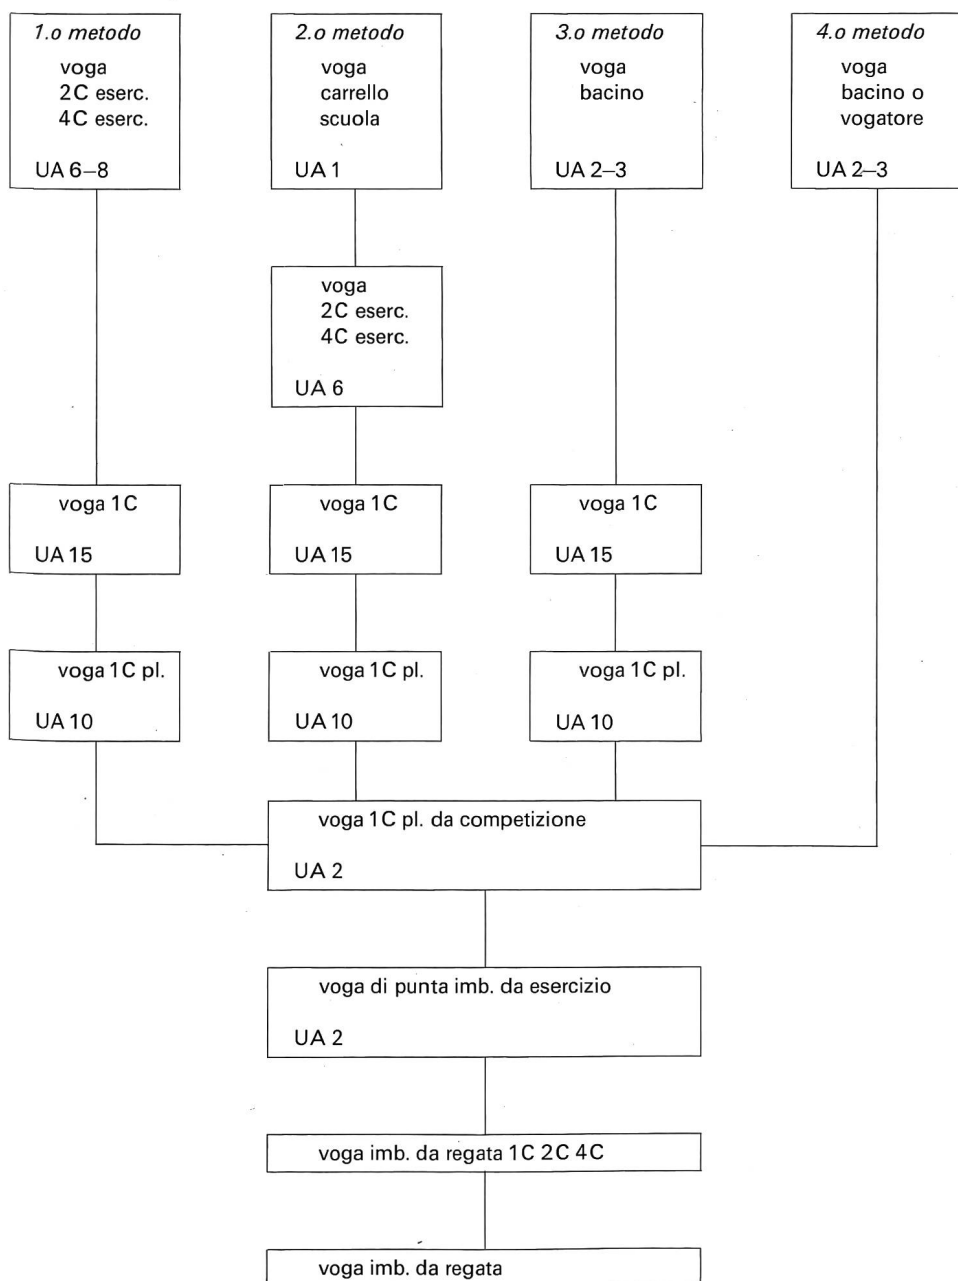 1.o metodo
voga
2C eserc.
4C eserc.
UA 6–8
2.o metodo
voga
carrello
scuola
UA 1
3.o metodo
voga
bacino
UA 2–3
4.o metodo
voga
bacino o
vogatore
UA 2–3
voga
2C eserc.
4C eserc.
UA 6
voga 1C
UA 15
voga 1C
UA 15
voga 1C
UA 15
voga 1C pl.
UA 10
voga 1C pl.
UA 10
voga 1C pl.
UA 10
voga 1C pl. da competizione
UA 2
voga di punta imb. da esercizio
UA 2
voga imb. da regata 1C 2C 4C
voga imb. da regata